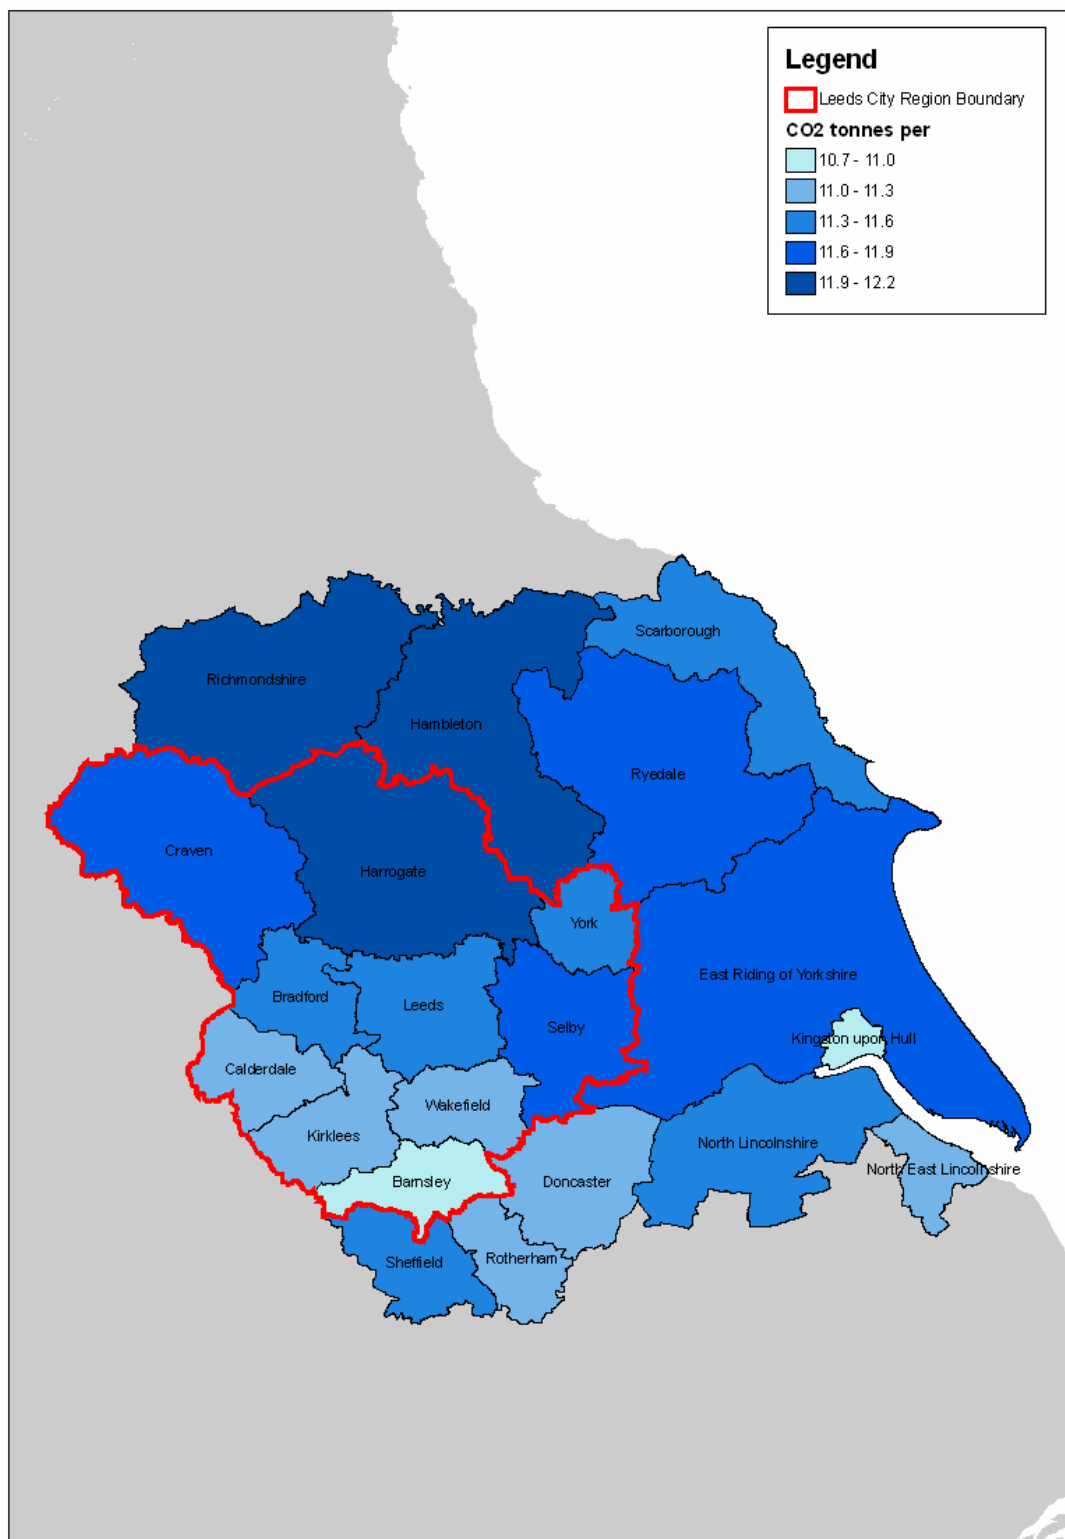 Legend
Leeds City Region Boundary
CO2 tonnes per
10.7 - 11.0
11.0 - 11.3
11.3 - 11.6
11.6 - 11.9
11.9 - 12.2
Scarborough
Richmondshire
Hambleton
Ryedale
Craven
Harrogate
York
East Riding of Yorkshire
Bradford
Leeds
Selby
Kingston upon Hull
Calderdale
Wakefield
Kirklees
North Lincolnshire
North East Lincolnshire
Barnsley
Doncaster
Sheffield
Rotherham